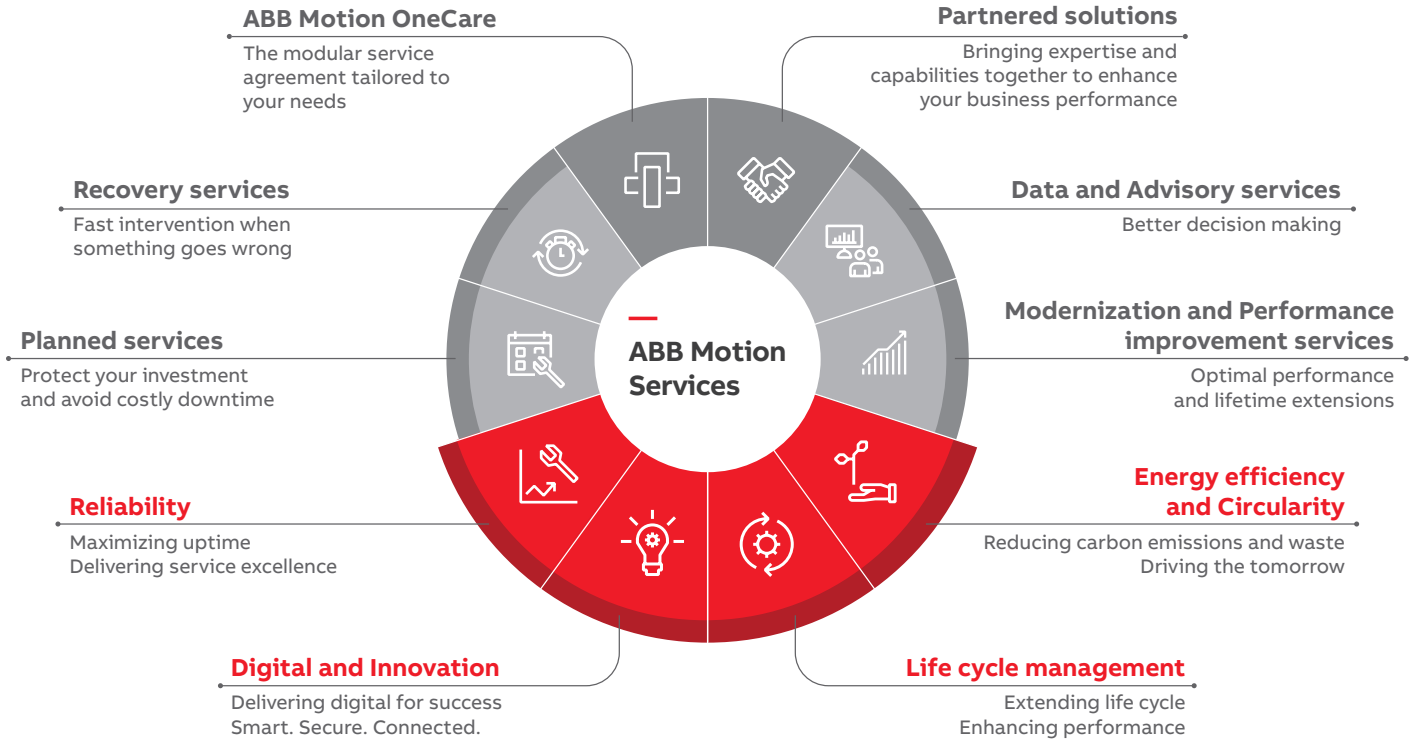 ABB Motion OneCare
The modular service
agreement tailored to
your needs
Partnered solutions
Bringing expertise and
capabilities together to enhance
your business performance
Recovery services
Fast intervention when
something goes wrong
Data and Advisory services
Better decision making
Planned services
Protect your investment
and avoid costly downtime
ABB Motion
Services
Modernization and Performance
improvement services
Optimal performance
and lifetime extensions
Reliability
Maximizing uptime
Delivering service excellence
Energy efficiency
and Circularity
Reducing carbon emissions and waste
Driving the tomorrow
Digital and Innovation
Delivering digital for success
Smart. Secure. Connected.
Life cycle management
Extending life cycle
Enhancing performance